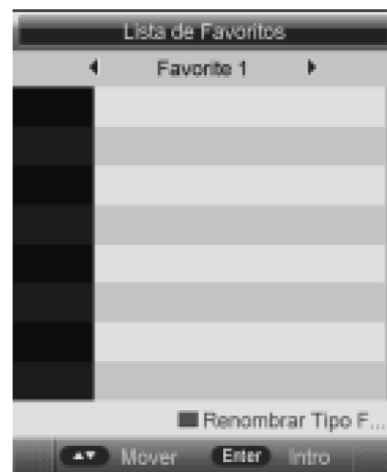 Lista de Favoritos
Favorite 1
Renombrar Tipo F...
Mover Enter Intro